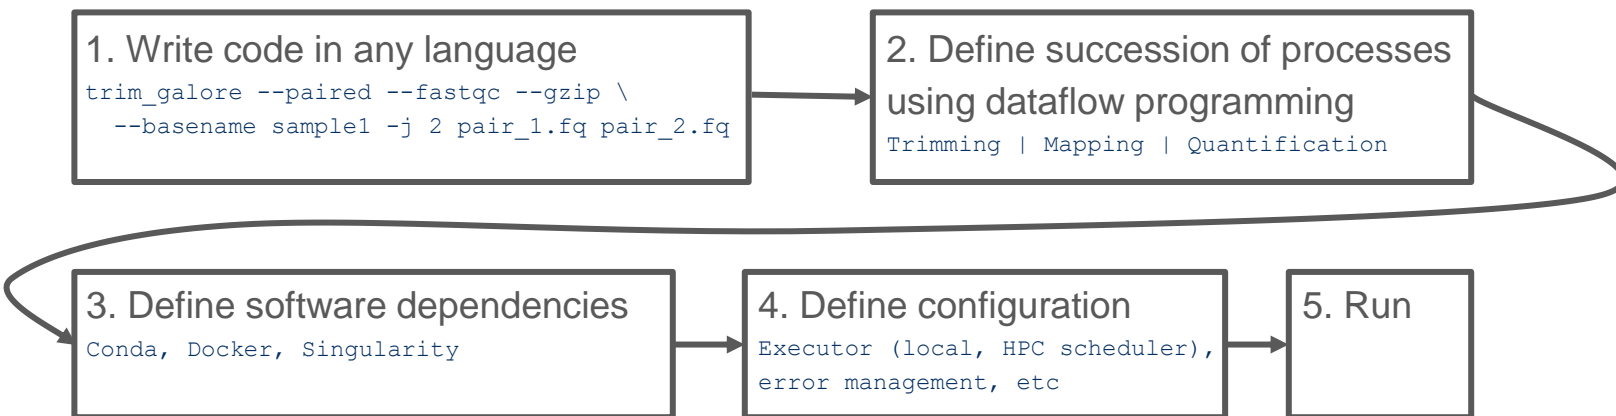 1. Write code in any language
trim_galore --paired --fastqc --gzip \
--basename sample1 -j 2 pair_1.fq pair_2.fq
2. Define succession of processes
using dataflow programming
Trimming | Mapping | Quantification
3. Define software dependencies
Conda, Docker, Singularity
4. Define configuration
Executor (local, HPC scheduler),
error management, etc
5. Run